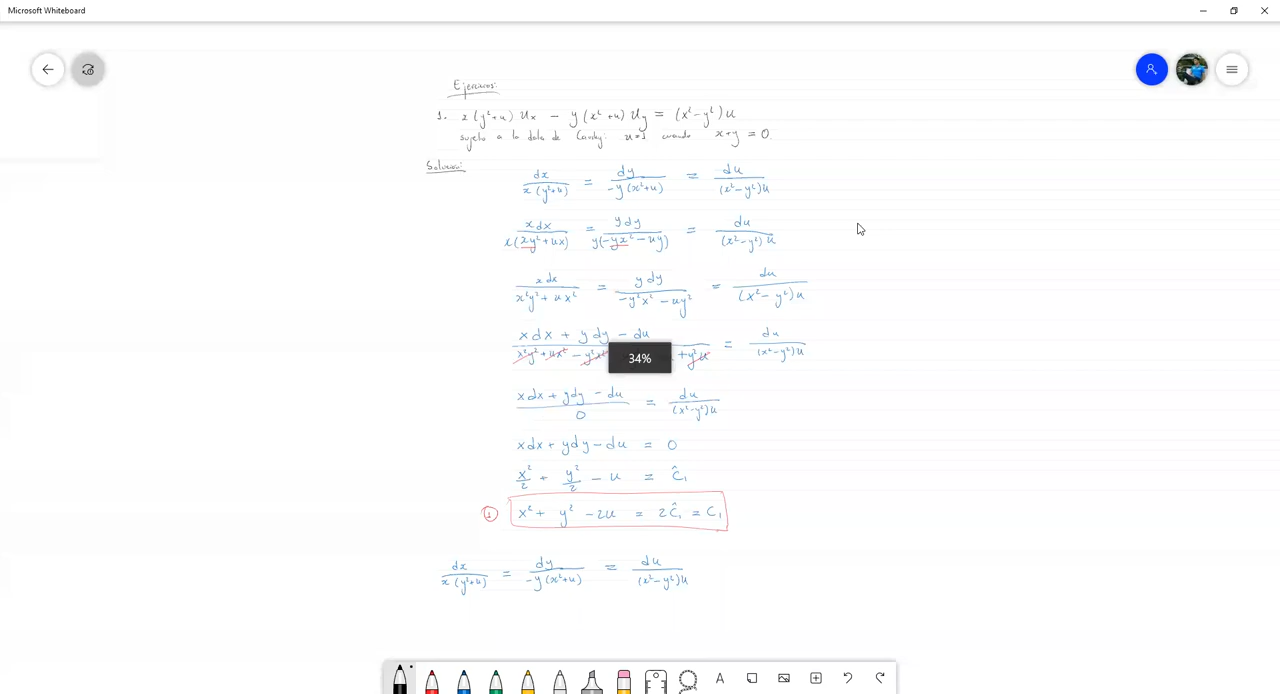 Microsoft Whiteboard
Ejercicios:
1. x(y²+u) Ux − y(x²+u) Uy = (x²−y²)u
sujeto a la data de Cauchy: u=1 cuando x+y = 0.
Solución:
dx/x(y²+u) = dy/−y(x²+u) = du/(x²−y²)u
xdx/x(xy²+ux) = ydy/y(−yx²−uy) = du/(x²−y²)u
xdx/x²y²+ux² = ydy/−y²x²−uy² = du/(x²−y²)u
xdx + ydy − du/x²y²+ux²−y²x² +y²u = du/(x²−y²)u
34%
xdx + ydy − du/0 = du/(x²−y²)u
xdx + ydy − du = 0
x²/2 + y²/2 − u = Ĉ₁
① x² + y² − 2u = 2Ĉ₁ = C₁
dx/x(y²+u) = dy/−y(x²+u) = du/(x²−y²)u
A